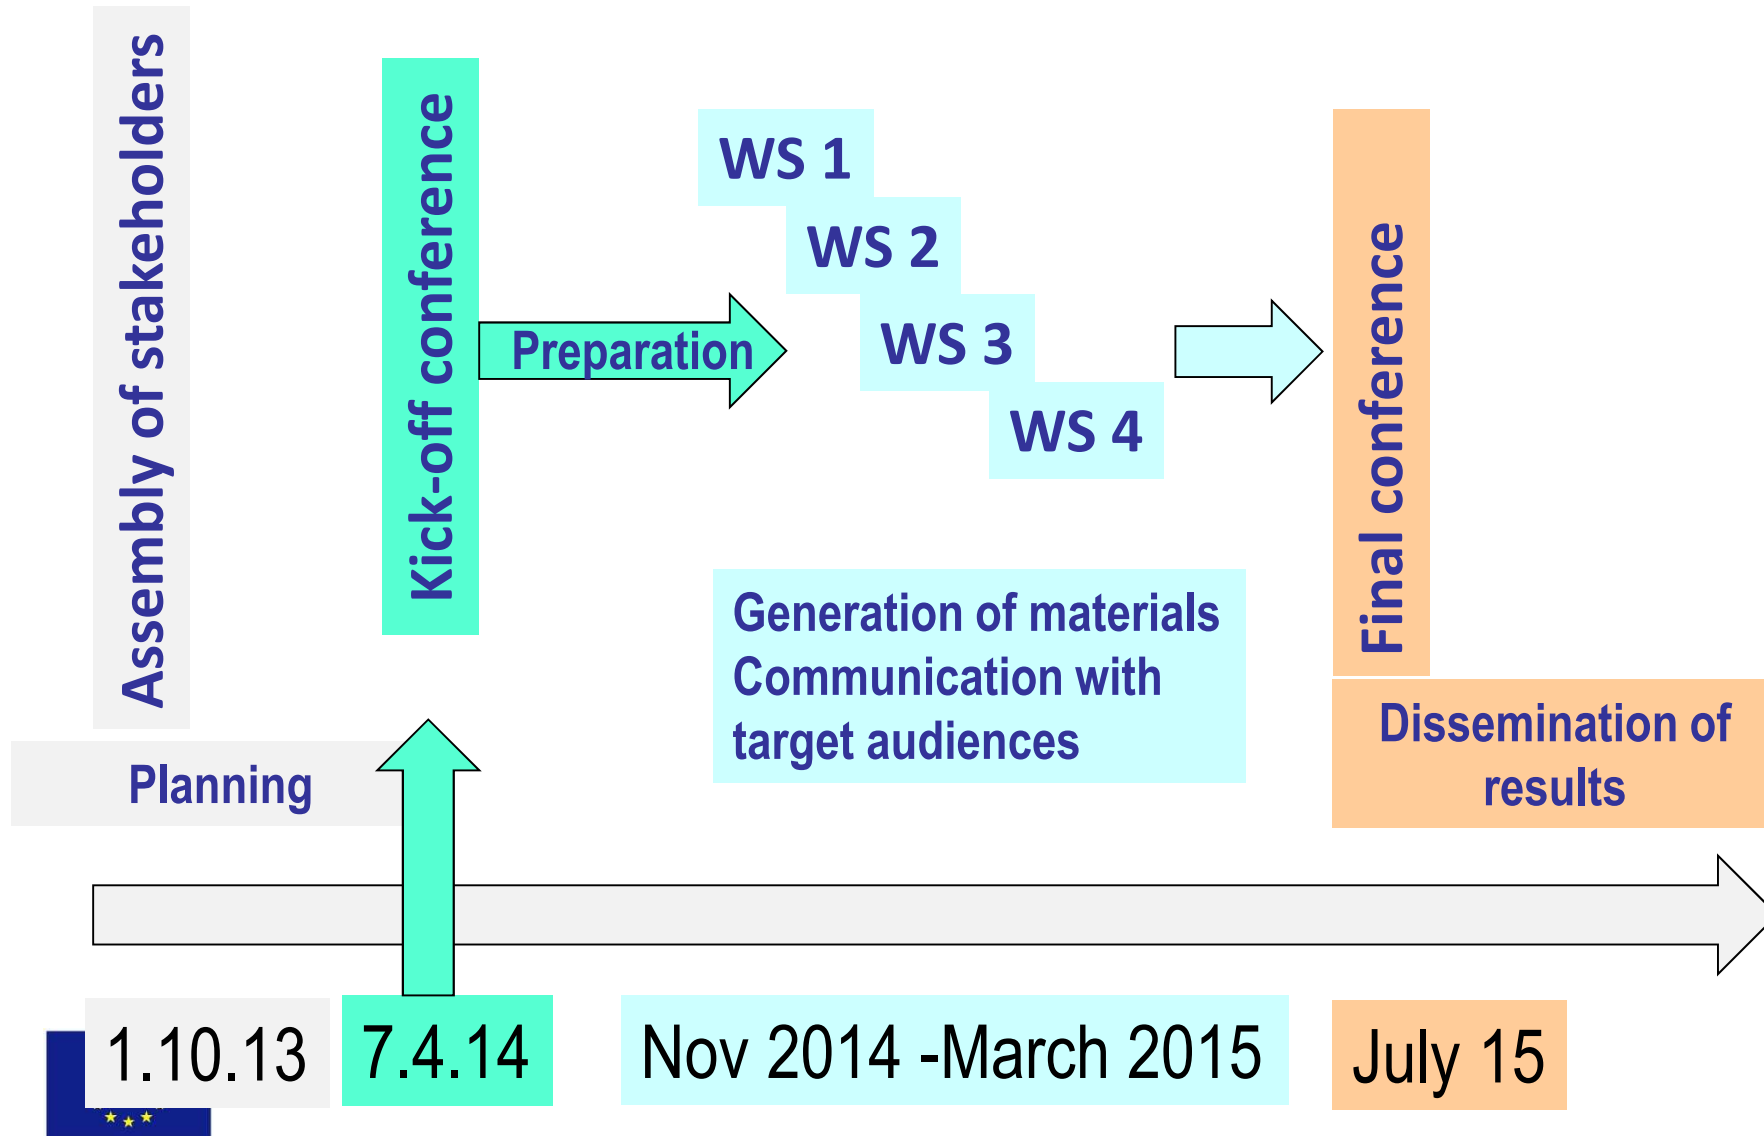 Assembly of stakeholders
Kick-off conference
WS 1
WS 2
WS 3
WS 4
Preparation
Final conference
Generation of materials
Communication with
target audiences
Dissemination of
results
Planning
1.10.13
7.4.14
Nov 2014 -March 2015
July 15